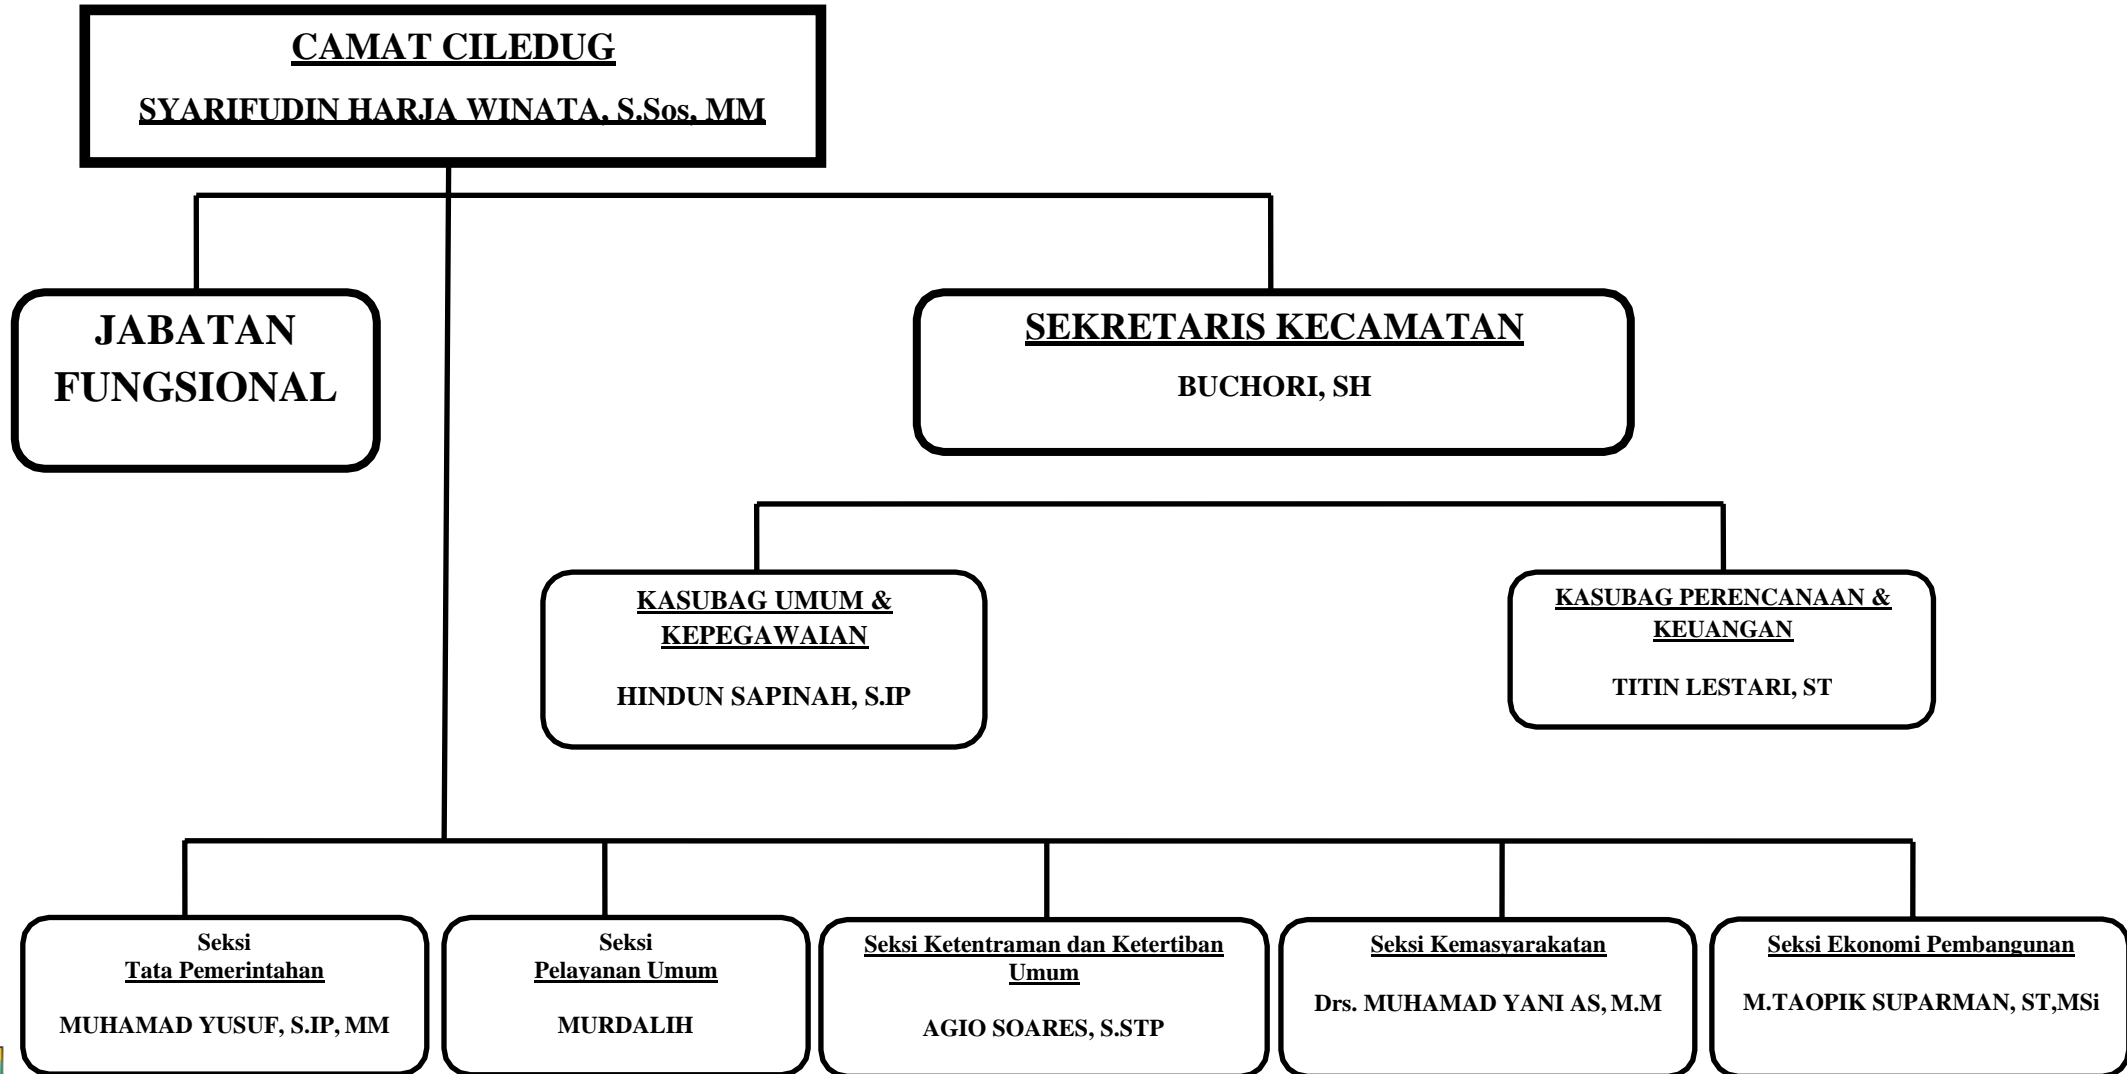 CAMAT CILEDUG
SYARIFUDIN HARJA WINATA, S.Sos, MM
JABATAN
FUNGSIONAL
SEKRETARIS KECAMATAN
BUCHORI, SH
KASUBAG UMUM &
KEPEGAWAIAN
HINDUN SAPINAH, S.IP
KASUBAG PERENCANAAN &
KEUANGAN
TITIN LESTARI, ST
Seksi
Tata Pemerintahan
MUHAMAD YUSUF, S.IP, MM
Seksi
Pelayanan Umum
MURDALIH
Seksi Ketentraman dan Ketertiban
Umum
AGIO SOARES, S.STP
Seksi Kemasyarakatan
Drs. MUHAMAD YANI AS, M.M
Seksi Ekonomi Pembangunan
M.TAOPIK SUPARMAN, ST,MSi